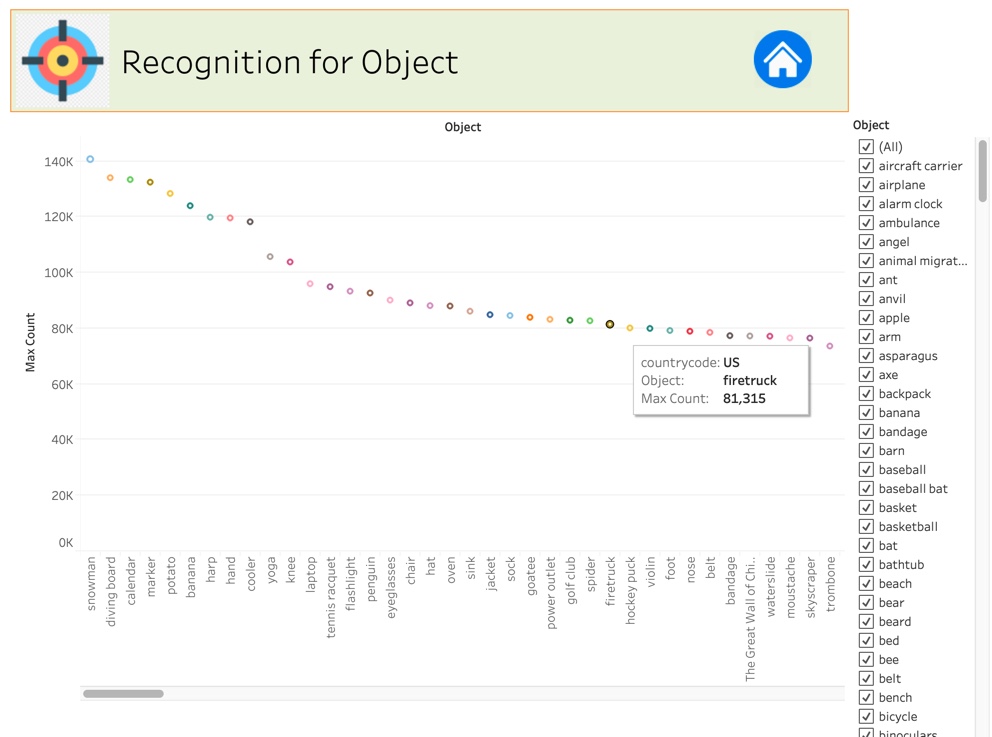 Recognition for Object
Object
Max Count
140K
120K
100K
80K
60K
40K
20K
0K
countrycode: US
Object: firetruck
Max Count: 81,315
snowman
diving board
calendar
marker
potato
banana
harp
hand
cooler
yoga
knee
laptop
tennis racquet
flashlight
penguin
eyeglasses
chair
hat
oven
sink
jacket
sock
goatee
power outlet
golf club
spider
firetruck
hockey puck
violin
foot
nose
belt
bandage
The Great Wall of Chi..
waterslide
moustache
skyscraper
trombone
Object
(All)
aircraft carrier
airplane
alarm clock
ambulance
angel
animal migrat...
ant
anvil
apple
arm
asparagus
axe
backpack
banana
bandage
barn
baseball
baseball bat
basket
basketball
bat
bathtub
beach
bear
beard
bed
bee
belt
bench
bicycle
binoculars